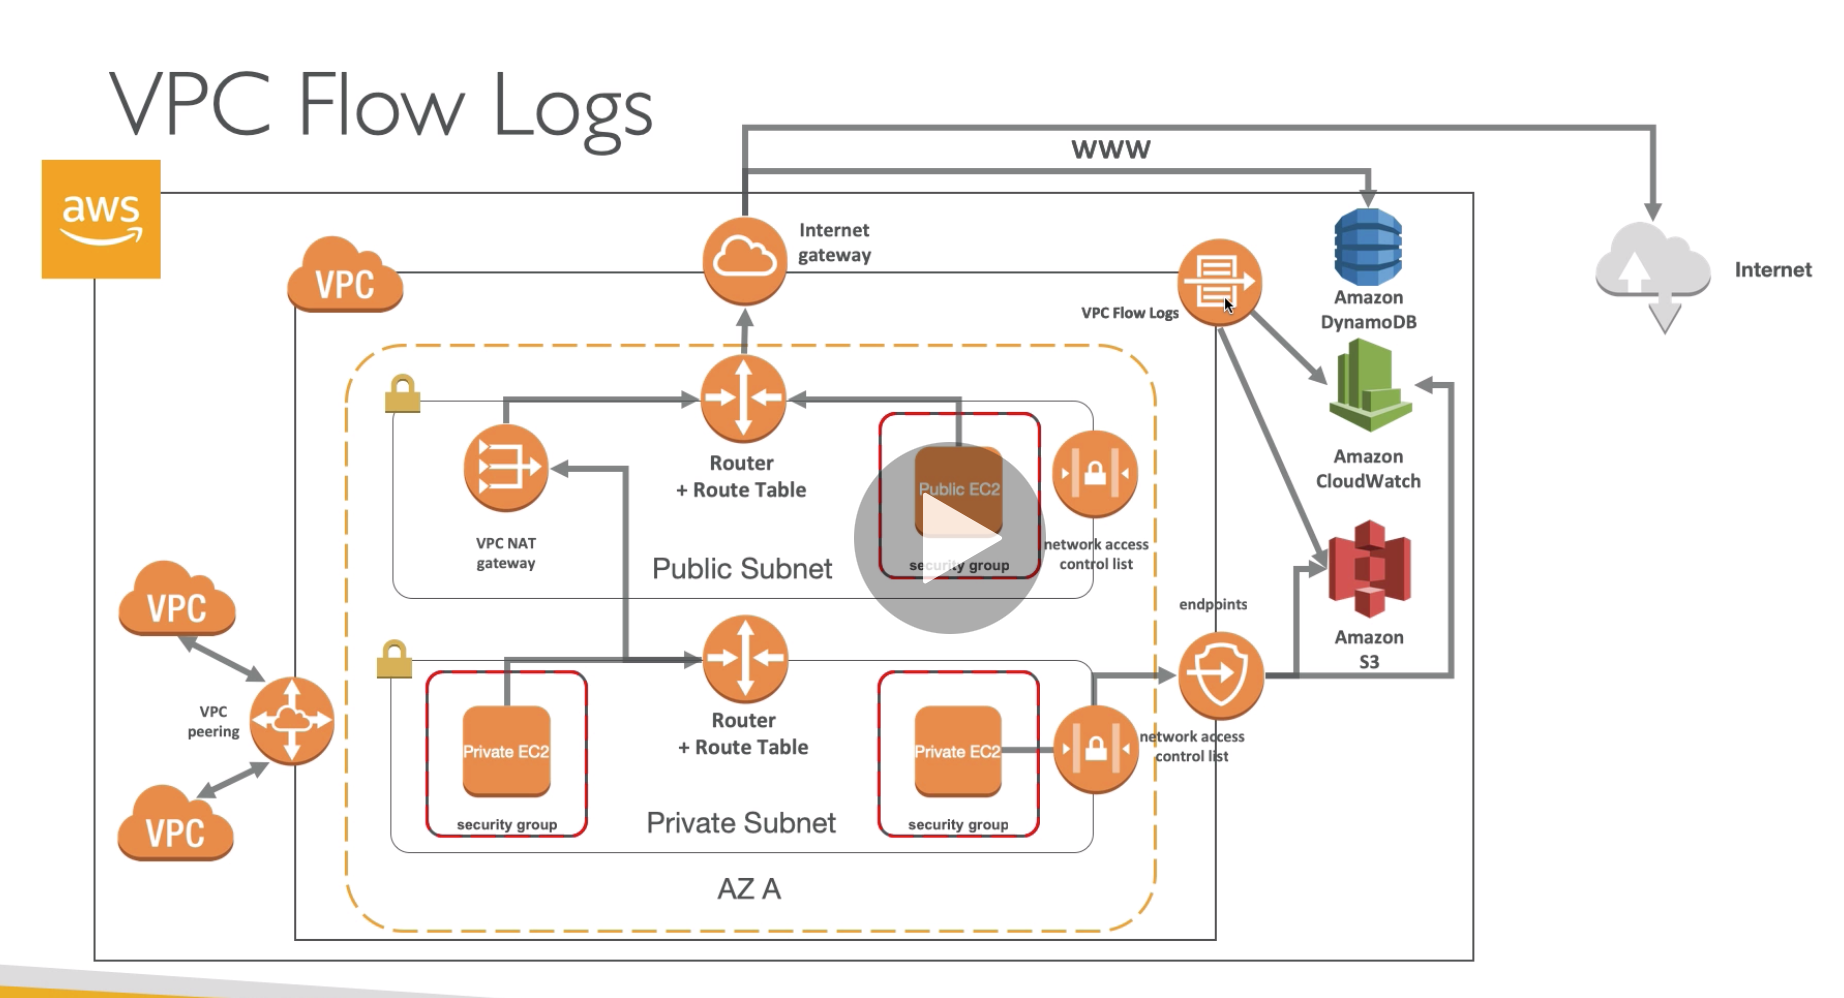 VPC Flow Logs
www
aws
Internet
gateway
VPC
VPC Flow Logs
Amazon
DynamoDB
Internet
Router
+ Route Table
Public EC2
Amazon
CloudWatch
VPC NAT
gateway
Public Subnet
security group
network access
control list
endpoints
Amazon
S3
VPC
VPC
peering
VPC
Router
+ Route Table
Private EC2
security group
Private Subnet
Private EC2
security group
network access
control list
AZ A